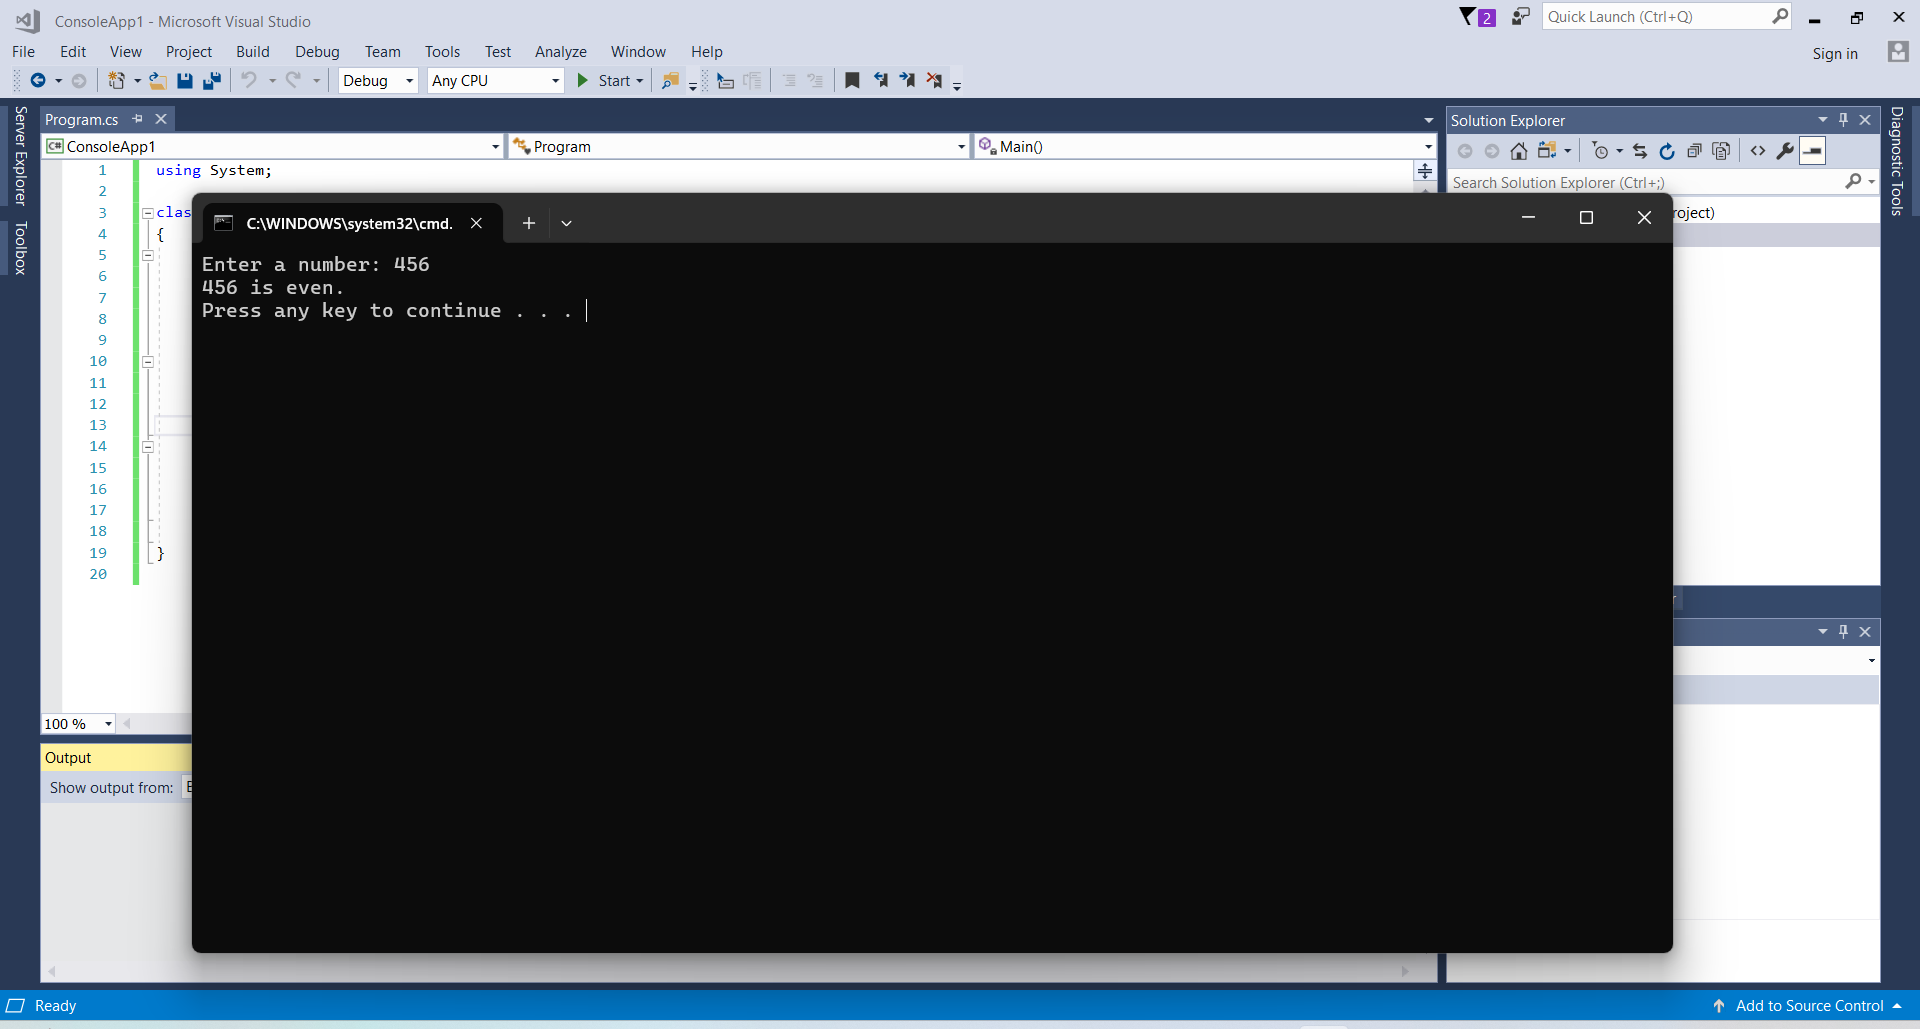 ConsoleApp1 - Microsoft Visual Studio
2
Quick Launch (Ctrl+Q)
File Edit View Project Build Debug Team Tools Test Analyze Window Help
Sign in
Debug
Any CPU
Start
Server Explorer
Toolbox
Program.cs
ConsoleApp1
Program
Main()
1 using System;
2
3
4 {
5
6
7
8
9
10
11
12
13
14
15
16
17
18
19 }
20
C:\WINDOWS\system32\cmd.
Enter a number: 456
456 is even.
Press any key to continue . . .
100 %
Output
Show output from:
Solution Explorer
Search Solution Explorer (Ctrl+;)
Diagnostic Tools
Ready
Add to Source Control